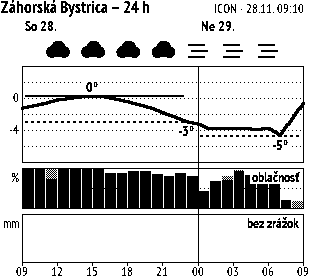 Záhorská Bystrica – 24 h ICON - 28.11. 09:10
So 28. Ne 29.
0°
0
-3°
-4
-5°
% oblačnosť
mm bez zrážok
09 12 15 18 21 00 03 06 09